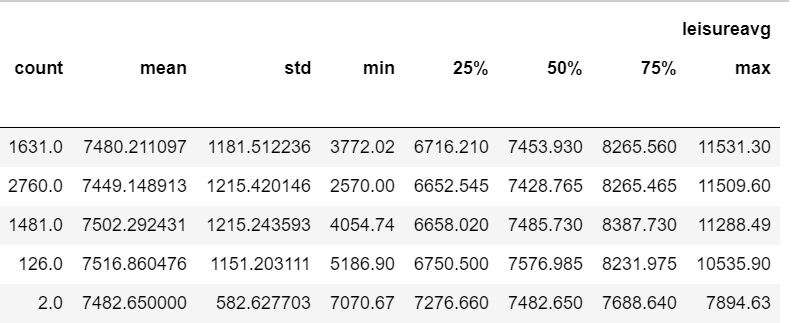 leisureavg
count mean std min 25% 50% 75% max
1631.0 7480.211097 1181.512236 3772.02 6716.210 7453.930 8265.560 11531.30
2760.0 7449.148913 1215.420146 2570.00 6652.545 7428.765 8265.465 11509.60
1481.0 7502.292431 1215.243593 4054.74 6658.020 7485.730 8387.730 11288.49
126.0 7516.860476 1151.203111 5186.90 6750.500 7576.985 8231.975 10535.90
2.0 7482.650000 582.627703 7070.67 7276.660 7482.650 7688.640 7894.63